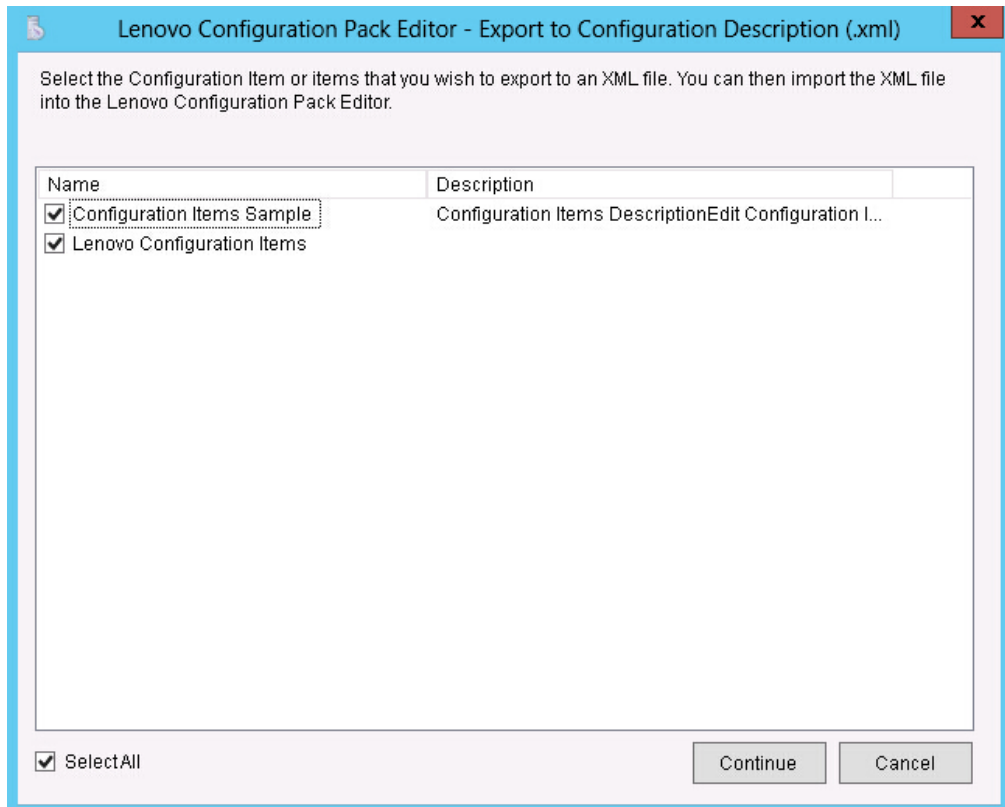 Lenovo Configuration Pack Editor - Export to Configuration Description (.xml)
x
Select the Configuration Item or items that you wish to export to an XML file. You can then import the XML file
into the Lenovo Configuration Pack Editor.
Name Description
Configuration Items Sample Configuration Items DescriptionEdit Configuration I...
Lenovo Configuration Items
Select All Continue Cancel